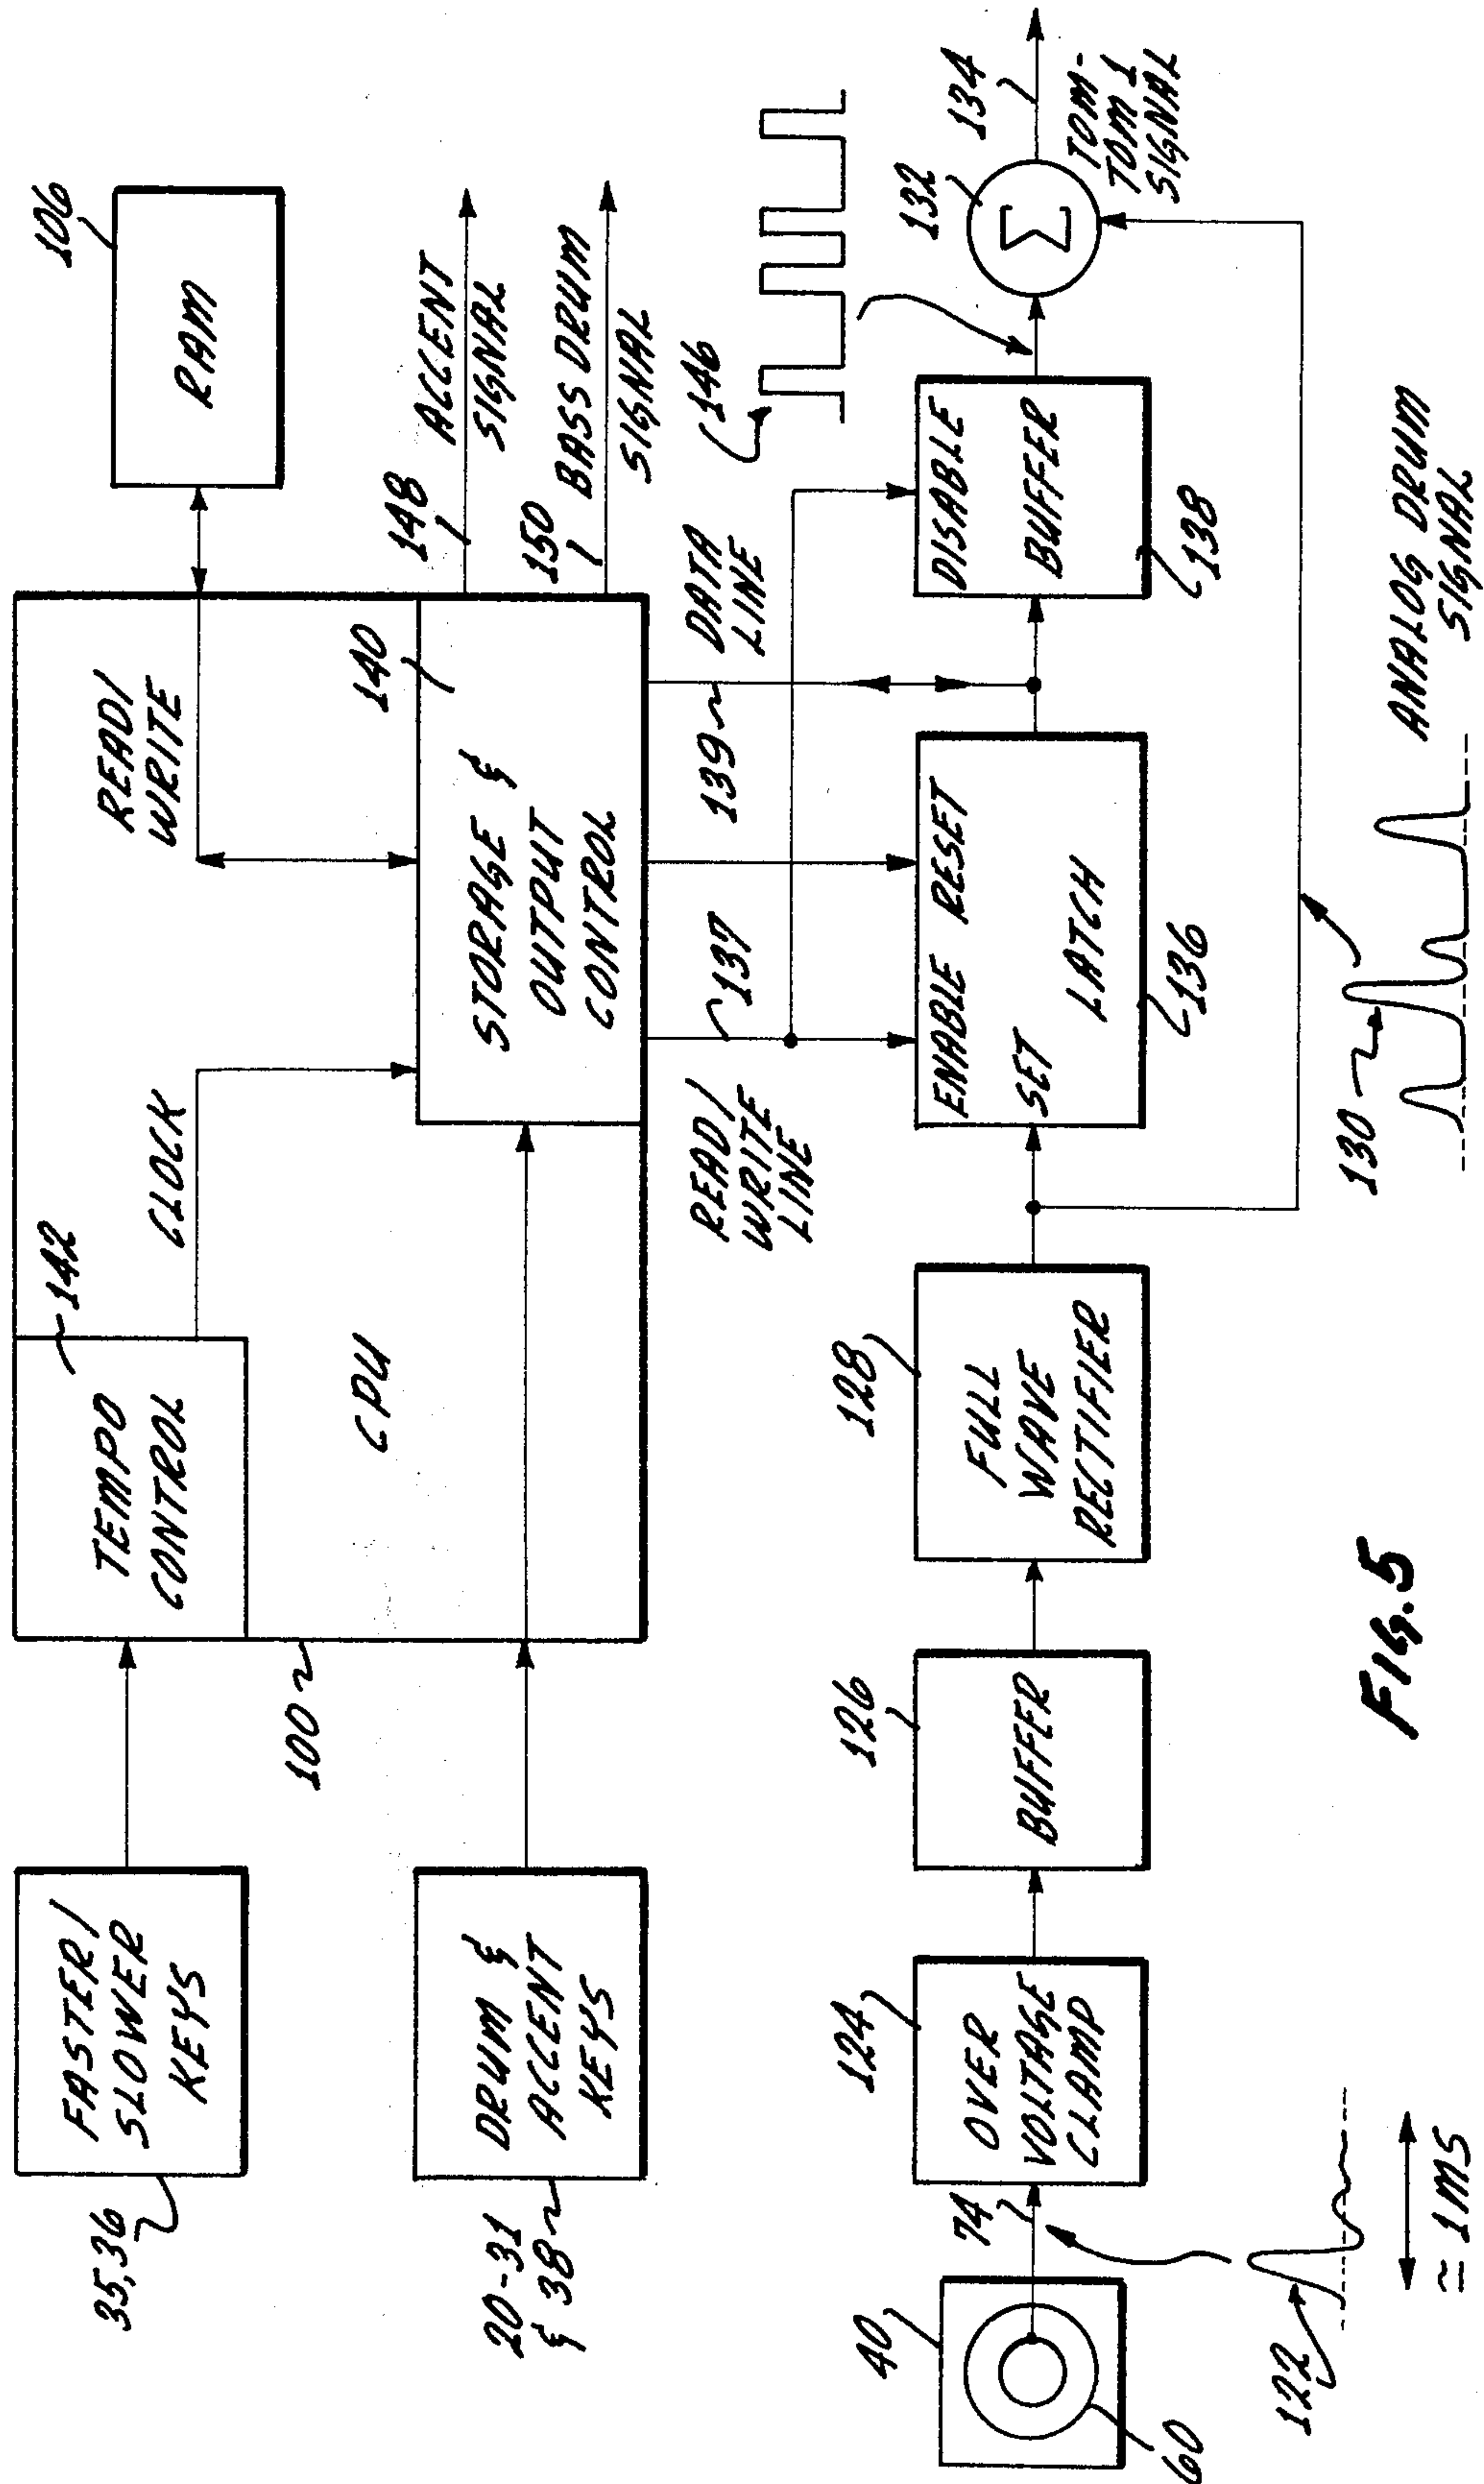 35,36
FASTER/
SLOWER
KEYS
TEMPO
CONTROL
142
CLOCK
READ/
WRITE
106
RAM
100
CPU
20-31
& 38
DRUM &
ACCENT
KEYS
STORAGE &
OUTPUT
CONTROL
140
148
ACCENT
SIGNAL
150
BASS DRUM
SIGNAL
READ/
WRITE
LINE
137
139
DATA
LINE
146
40
60
74
124
OVER
VOLTAGE
CLAMP
126
BUFFER
128
FULL
WAVE
RECTIFIER
ENABLE RESET
SET
LATCH
136
DISABLE
BUFFER
138
132
Σ
134
TOM-
TOM 1
SIGNAL
122
≃ 1MS
130
ANALOG DRUM
SIGNAL
FIG.5